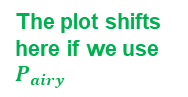 The plot shifts
here if we use
P_airy